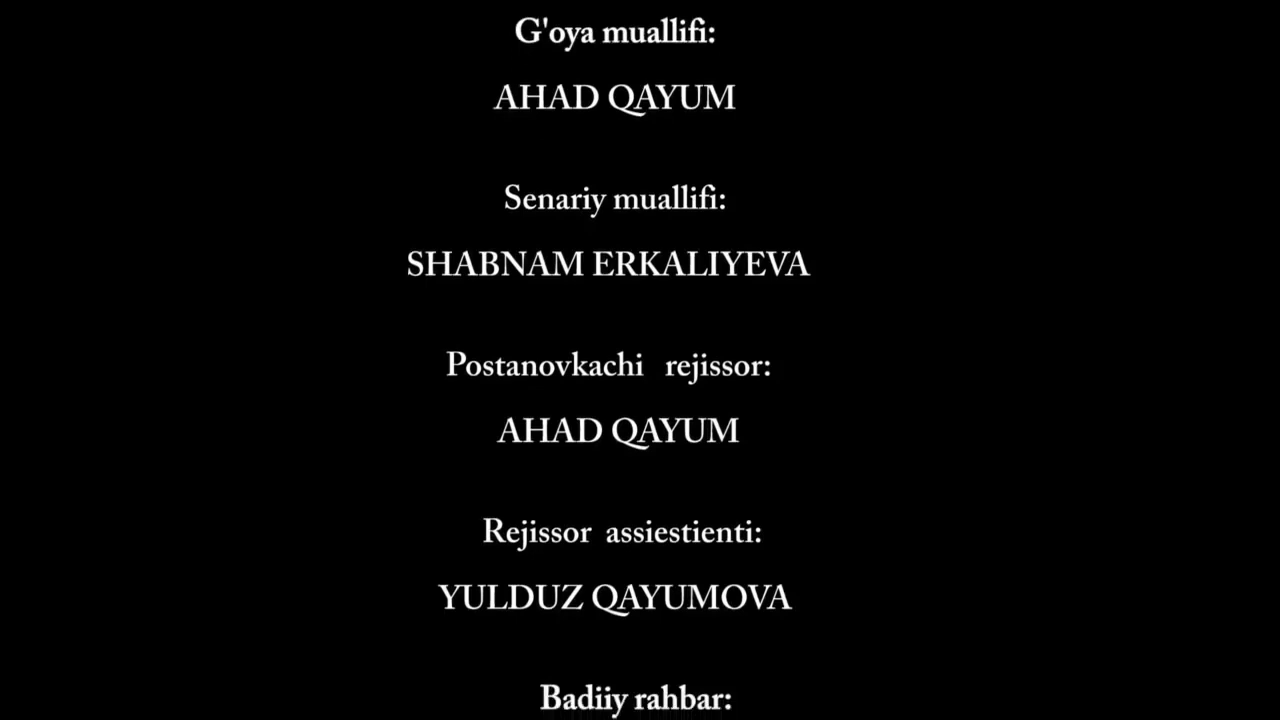 G'oya muallifi:
AHAD QAYUM
Senariy muallifi:
SHABNAM ERKALIYEVA
Postanovkachi rejissor:
AHAD QAYUM
Rejissor assiestienti:
YULDUZ QAYUMOVA
Badiiy rahbar: